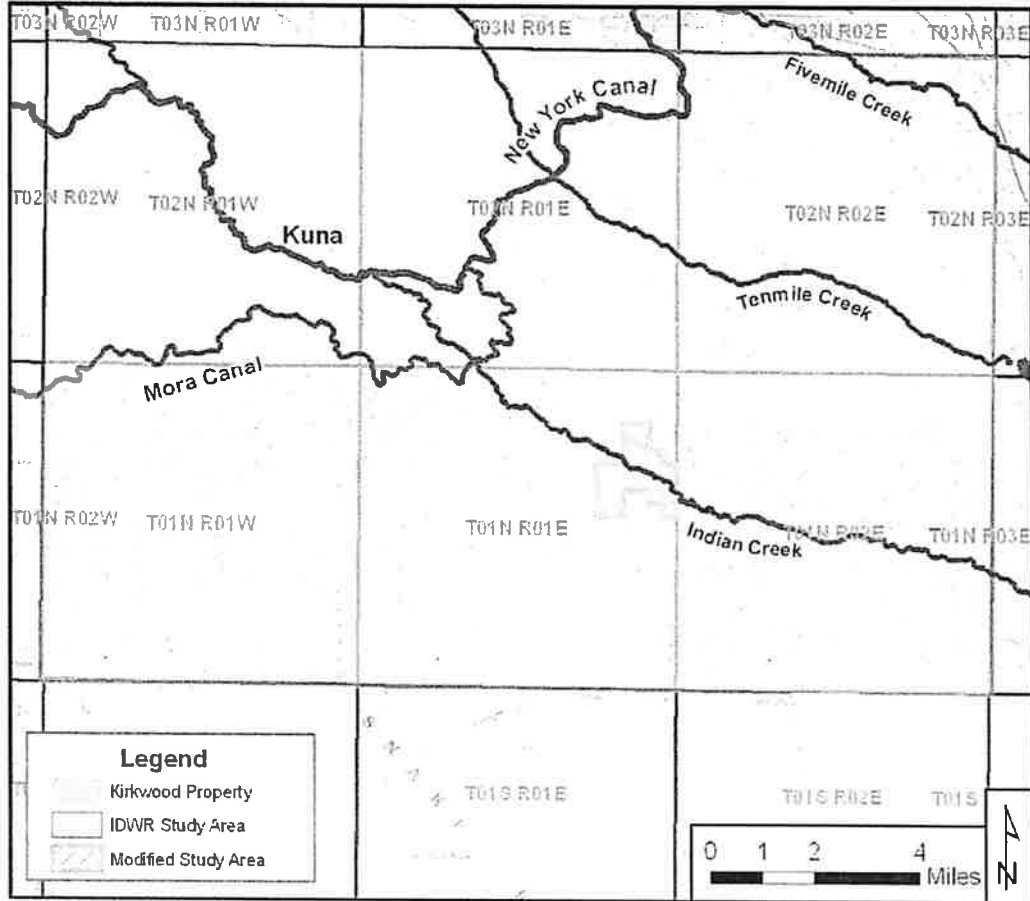 T03N R02W
T03N R01W
T03N R01E
T03N R02E
T03N R03E
Fivemile Creek
New York Canal
T02N R02W
T02N R01W
T02N R01E
T02N R02E
T02N R03E
Kuna
Tenmile Creek
Mora Canal
T01N R02W
T01N R01W
T01N R01E
T01N R02E
T01N R03E
Indian Creek
Legend
Kirkwood Property
IDWR Study Area
Modified Study Area
T01S R01E
T01S R02E
T01S
0 1 2 4
Miles
N